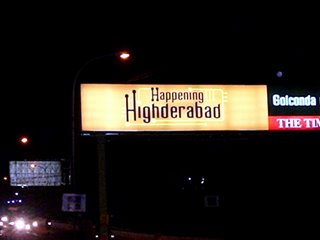 Happening
Highderabad
Golconda
THE TIM